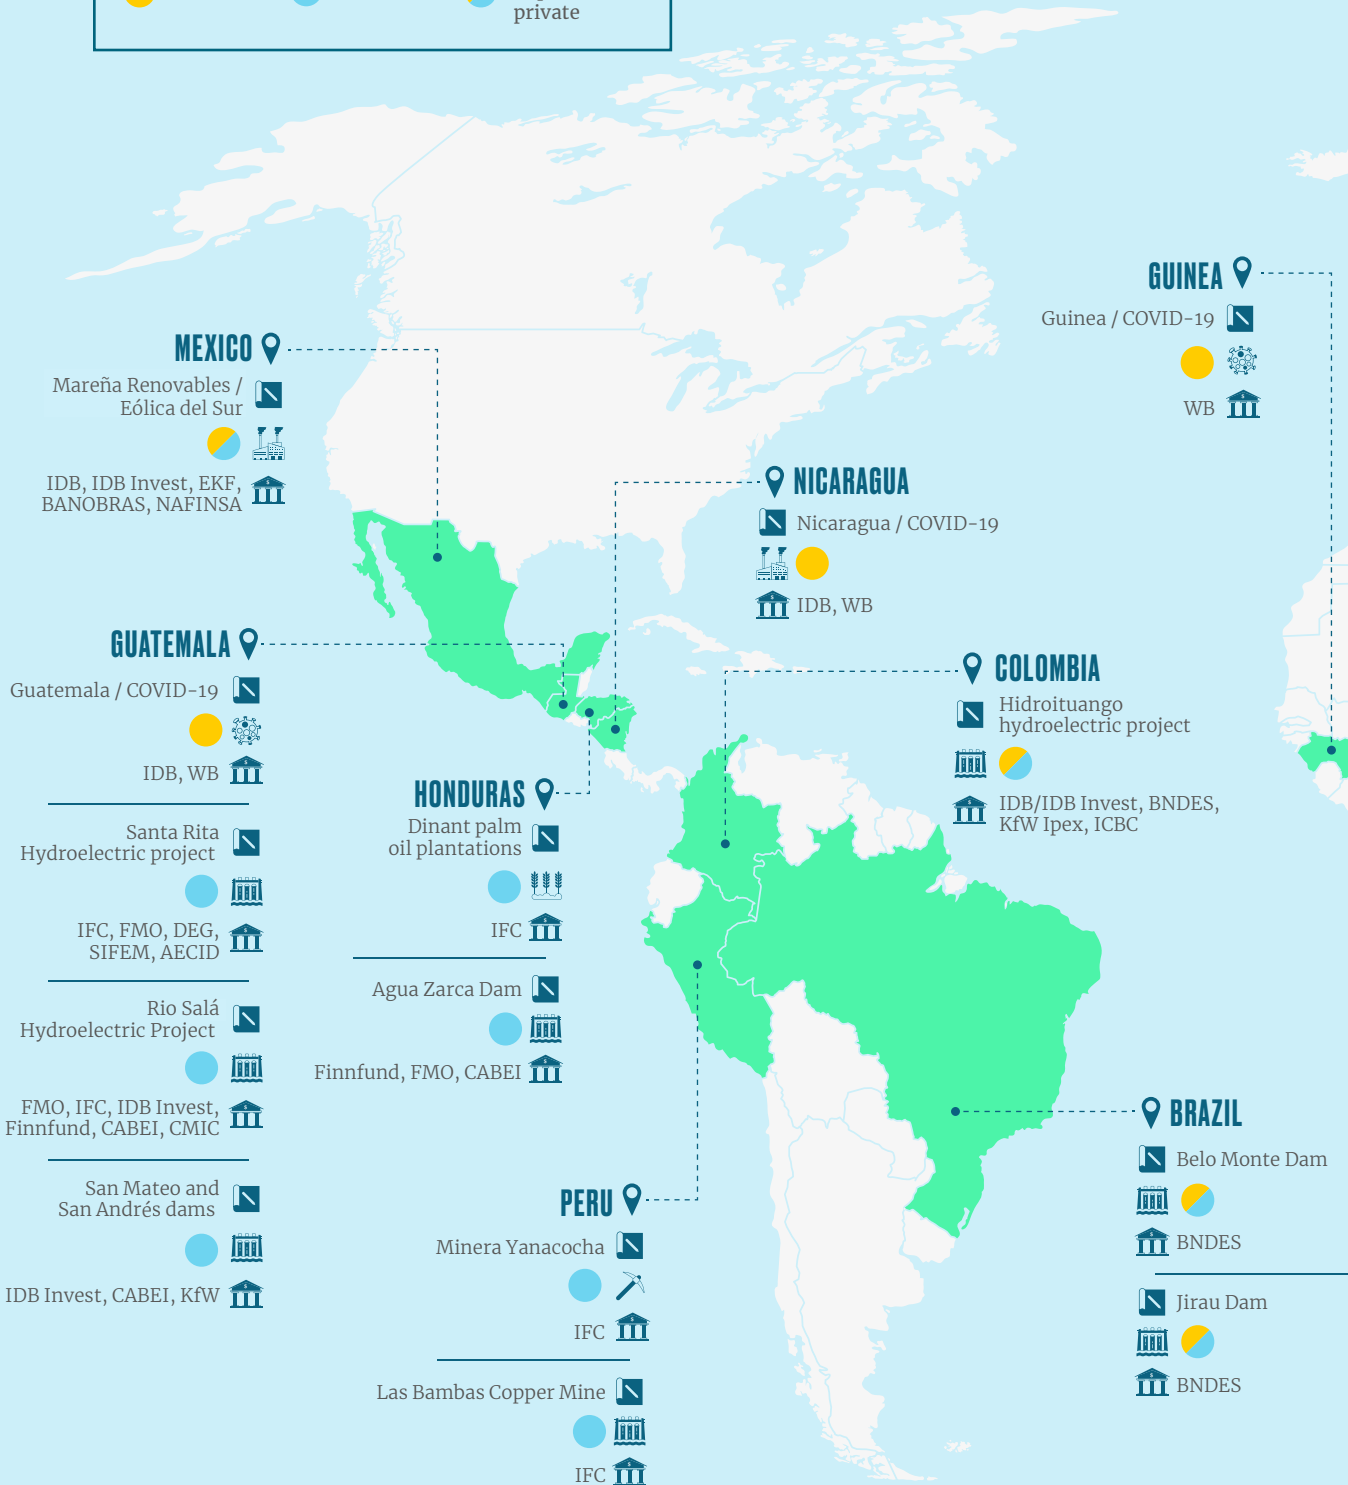 private
MEXICO
Mareña Renovables /
Eólica del Sur
IDB, IDB Invest, EKF,
BANOBRAS, NAFINSA
GUATEMALA
Guatemala / COVID-19
IDB, WB
Santa Rita
Hydroelectric project
IFC, FMO, DEG,
SIFEM, AECID
Rio Salá
Hydroelectric Project
FMO, IFC, IDB Invest,
Finnfund, CABEI, CMIC
San Mateo and
San Andrés dams
IDB Invest, CABEI, KfW
HONDURAS
Dinant palm
oil plantations
IFC
Agua Zarca Dam
Finnfund, FMO, CABEI
PERU
Minera Yanacocha
IFC
Las Bambas Copper Mine
IFC
NICARAGUA
Nicaragua / COVID-19
IDB, WB
COLOMBIA
Hidroituango
hydroelectric project
IDB/IDB Invest, BNDES,
KfW Ipex, ICBC
GUINEA
Guinea / COVID-19
WB
BRAZIL
Belo Monte Dam
BNDES
Jirau Dam
BNDES